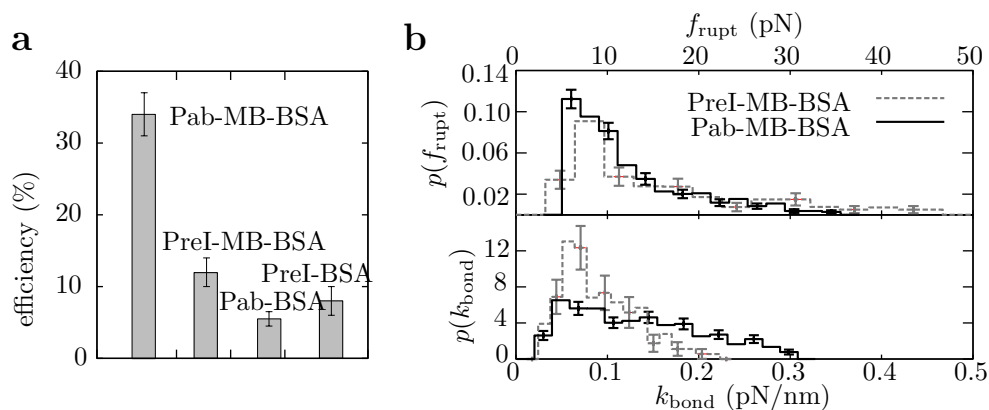 a
40
30
20
10
0
efficiency (%)
Pab-MB-BSA
PreI-MB-BSA
PreI-BSA
Pab-BSA
b
f_rupt (pN)
0 10 20 30 40 50
0.14
0.10
0.06
0.02
p(f_rupt)
PreI-MB-BSA
Pab-MB-BSA
12
8
4
0
p(k_bond)
0 0.1 0.2 0.3 0.4 0.5
k_bond (pN/nm)